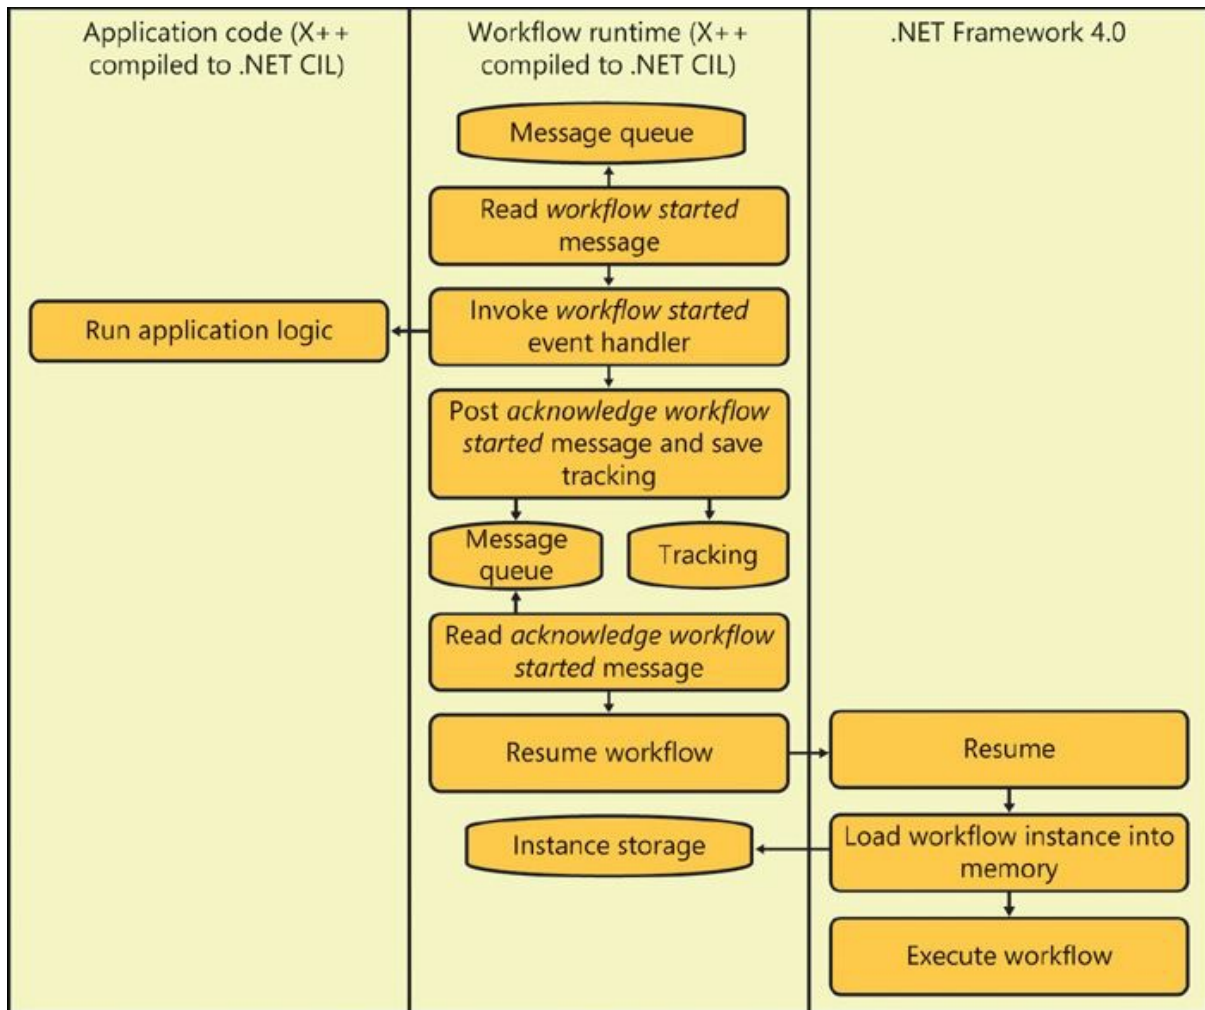 Application code (X++
compiled to .NET CIL)
Workflow runtime (X++
compiled to .NET CIL)
.NET Framework 4.0
Message queue
Read workflow started
message
Run application logic
Invoke workflow started
event handler
Post acknowledge workflow
started message and save
tracking
Message
queue
Tracking
Read acknowledge workflow
started message
Resume workflow
Resume
Instance storage
Load workflow instance into
memory
Execute workflow